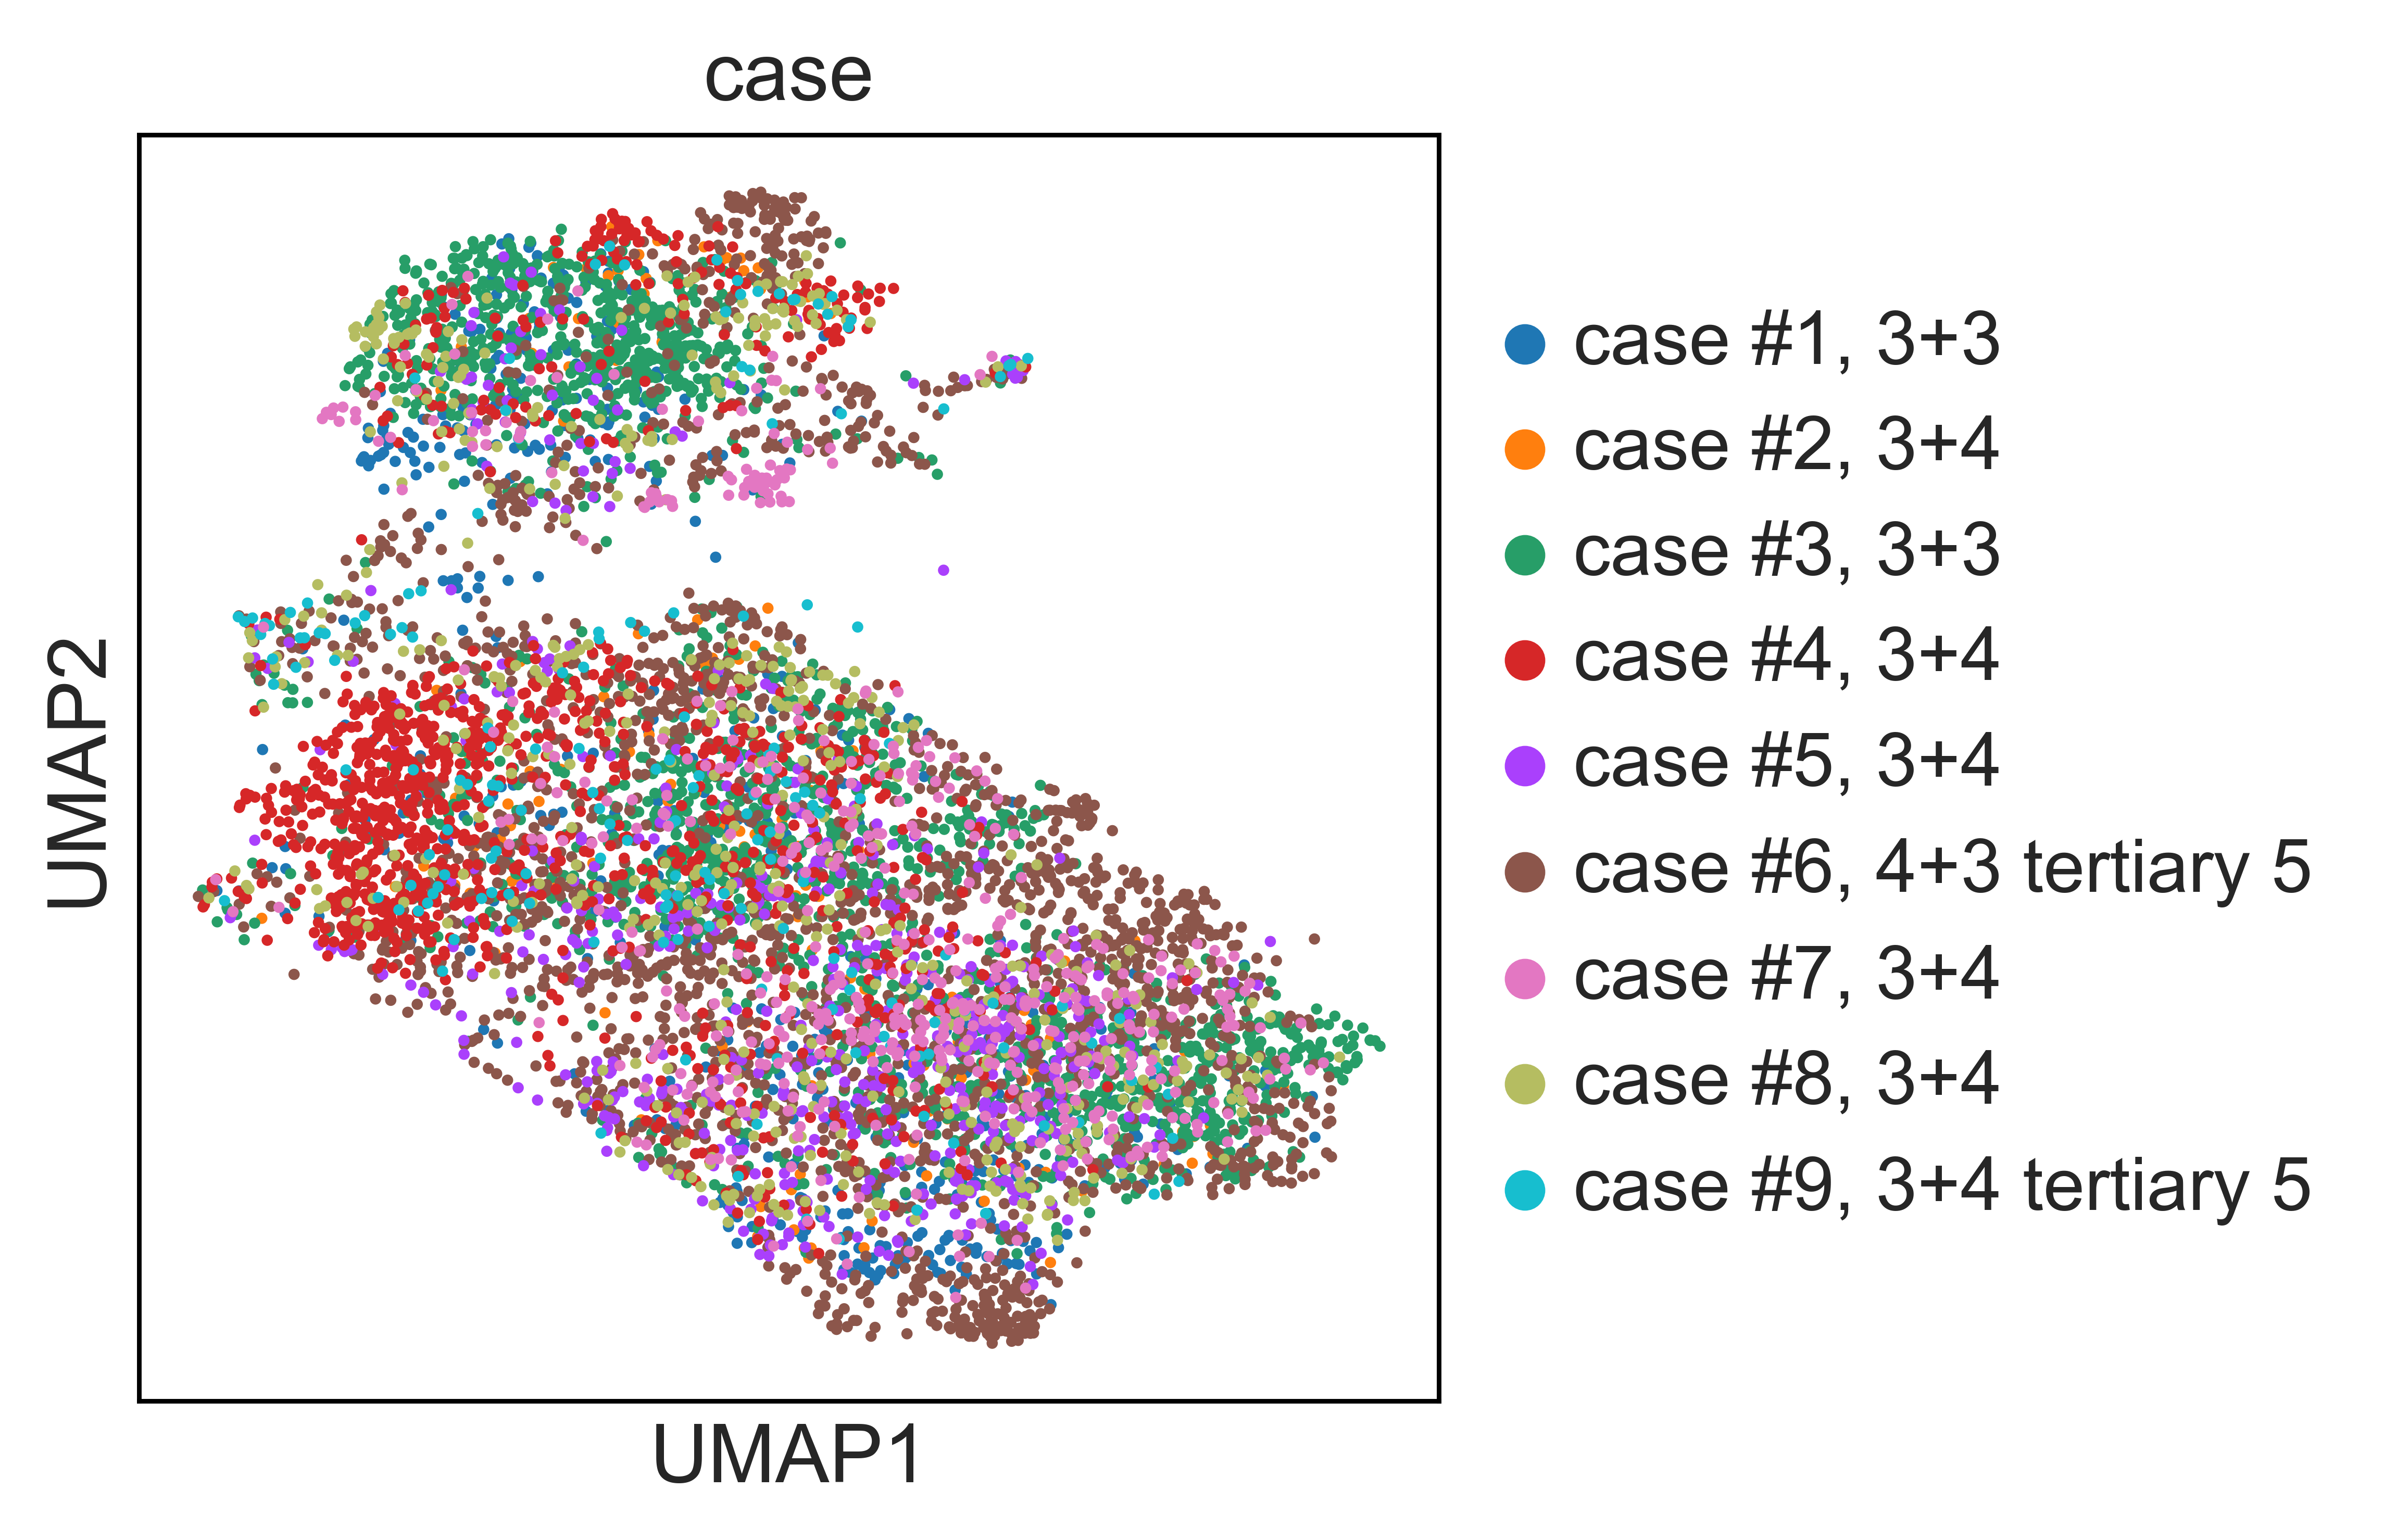 case
UMAP2
UMAP1
case #1, 3+3
case #2, 3+4
case #3, 3+3
case #4, 3+4
case #5, 3+4
case #6, 4+3 tertiary 5
case #7, 3+4
case #8, 3+4
case #9, 3+4 tertiary 5